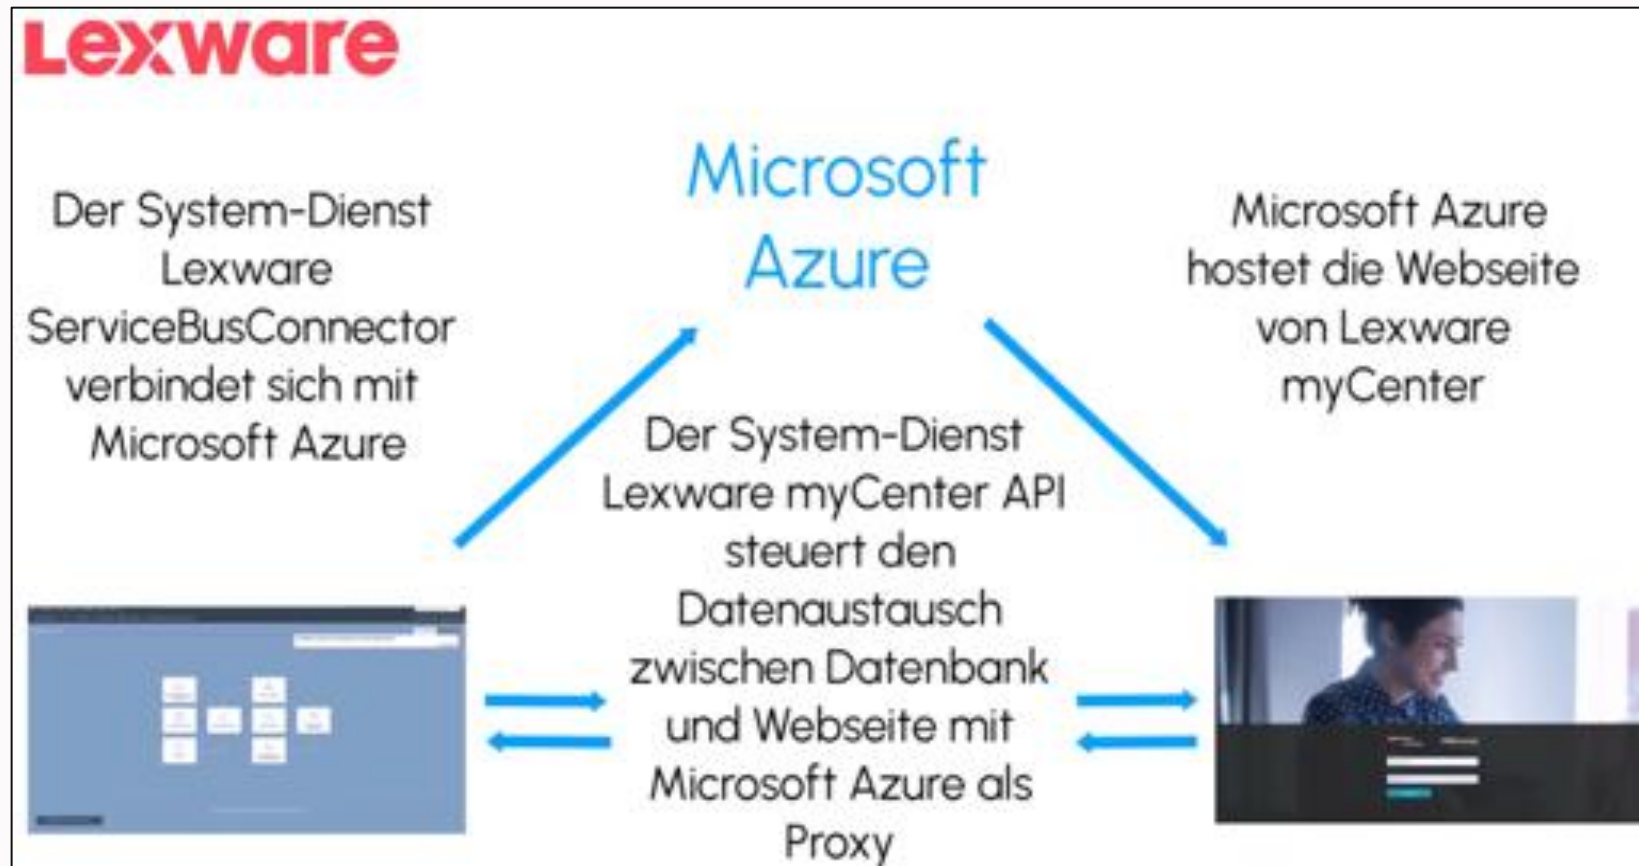 Lexware
Microsoft
Azure
Der System-Dienst
Lexware
ServiceBusConnector
verbindet sich mit
Microsoft Azure
Microsoft Azure
hostet die Webseite
von Lexware
myCenter
Der System-Dienst
Lexware myCenter API
steuert den
Datenaustausch
zwischen Datenbank
und Webseite mit
Microsoft Azure als
Proxy